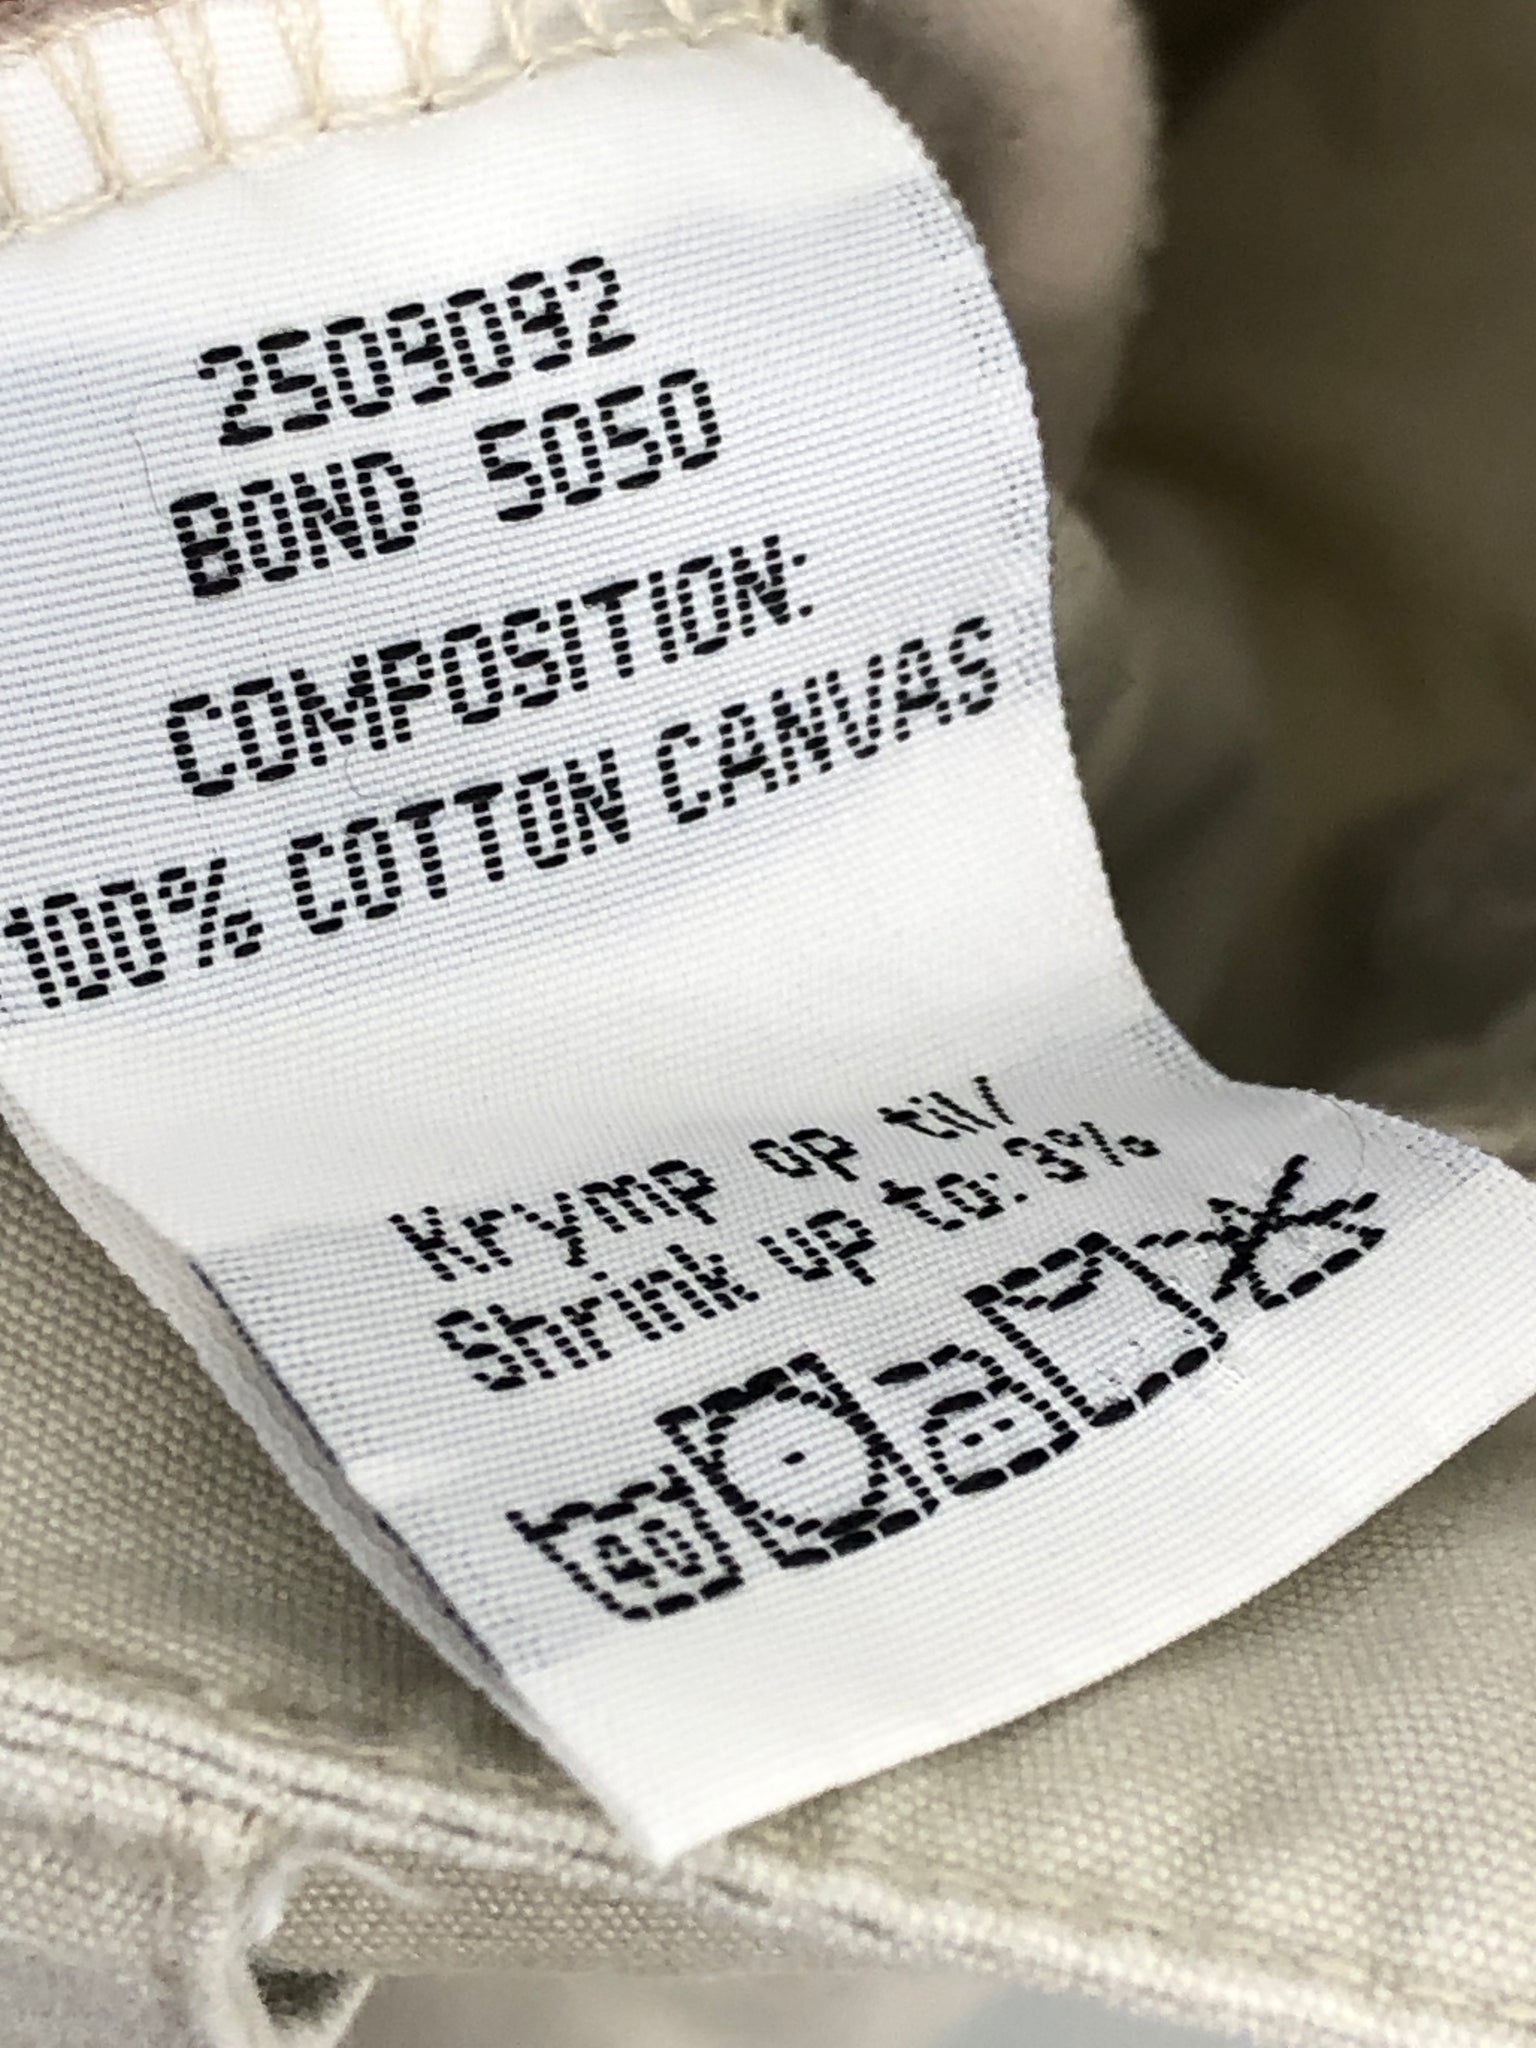 2509092
BOND 5050
COMPOSITION:
100% COTTON CANVAS
Krymp op til/
Shrink up to: 3%